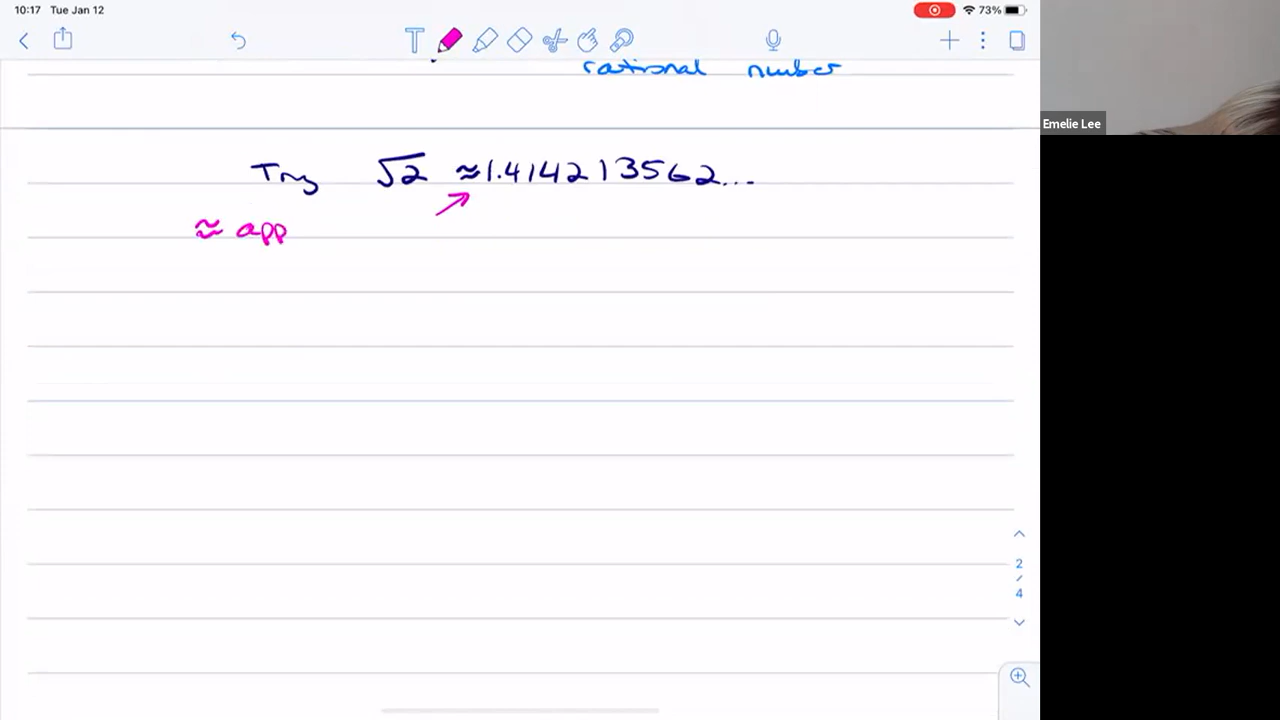 10:17 Tue Jan 12
73%
T
rational number
Emelie Lee
Try √2 ≈1.414213562...
≈ app
2
/
4